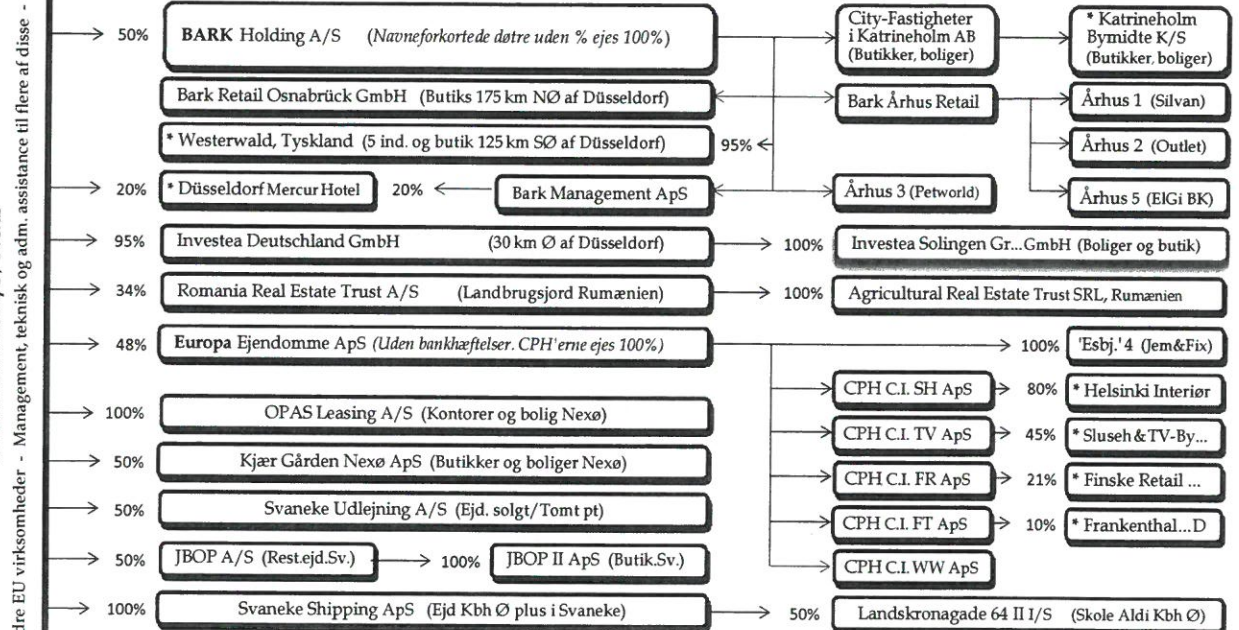 dre EU virksomheder - Management, teknisk og adm. assistance til flere af disse -
50% BARK Holding A/S (Navneforkortede døtre uden % ejes 100%)
City-Fastigheter
i Katrineholm AB
(Butikker, boliger)
* Katrineholm
Bymidte K/S
(Butikker, boliger)
Bark Retail Osnabrück GmbH (Butiks 175 km NØ af Düsseldorf)
Bark Århus Retail
Århus 1 (Silvan)
* Westerwald, Tyskland (5 ind. og butik 125 km SØ af Düsseldorf) 95%
Århus 2 (Outlet)
20% * Düsseldorf Mercur Hotel 20% Bark Management ApS
Århus 3 (Petworld)
Århus 5 (ElGi BK)
95% Investea Deutschland GmbH (30 km Ø af Düsseldorf) 100% Investea Solingen Gr...GmbH (Boliger og butik)
34% Romania Real Estate Trust A/S (Landbrugsjord Rumænien) 100% Agricultural Real Estate Trust SRL, Rumænien
48% Europa Ejendomme ApS (Uden bankhæftelser. CPH'erne ejes 100%) 100% 'Esbj.' 4 (Jem&Fix)
CPH C.I. SH ApS 80% * Helsinki Interiør
100% OPAS Leasing A/S (Kontorer og bolig Nexø)
CPH C.I. TV ApS 45% * Sluseh & TV-By...
50% Kjær Gården Nexø ApS (Butikker og boliger Nexø)
CPH C.I. FR ApS 21% * Finske Retail ...
50% Svaneke Udlejning A/S (Ejd. solgt/Tomt pt)
CPH C.I. FT ApS 10% * Frankenthal...D
50% JBOP A/S (Rest.ejd.Sv.) 100% JBOP II ApS (Butik.Sv.)
CPH C.I. WW ApS
100% Svaneke Shipping ApS (Ejd Kbh Ø plus i Svaneke) 50% Landskronagade 64 II I/S (Skole Aldi Kbh Ø)